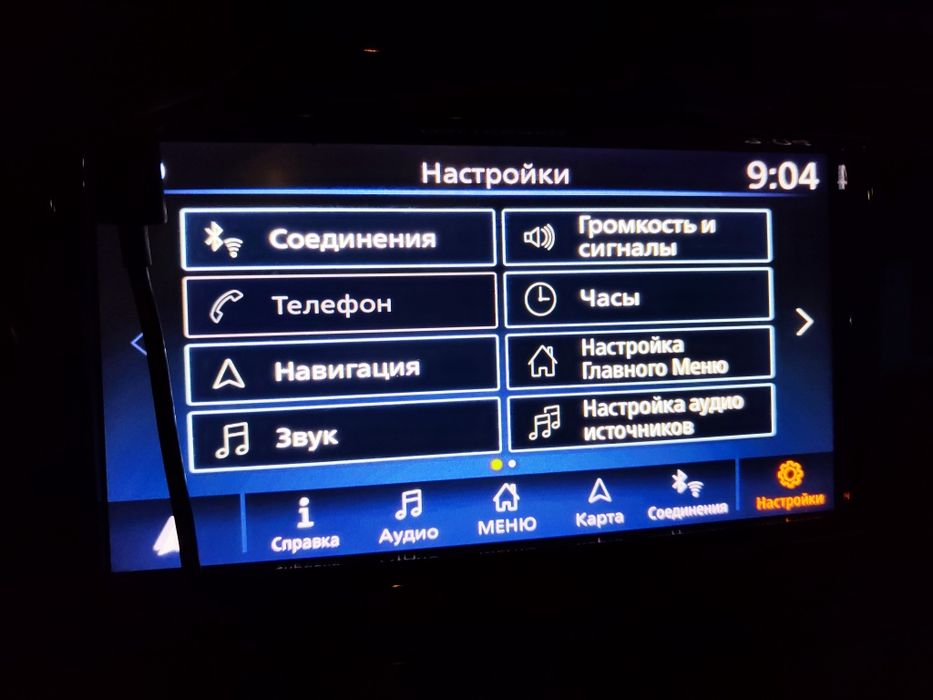 Настройки
9:04
Соединения
Громкость и
сигналы
Телефон
Часы
Навигация
Настройка
Главного Меню
Звук
Настройка аудио
источников
Справка
Аудио
МЕНЮ
Карта
Соединения
Настройки